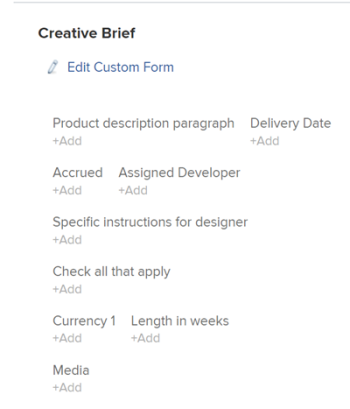 Creative Brief
Edit Custom Form
Product description paragraph Delivery Date
+Add +Add
Accrued Assigned Developer
+Add +Add
Specific instructions for designer
+Add
Check all that apply
+Add
Currency 1 Length in weeks
+Add +Add
Media
+Add